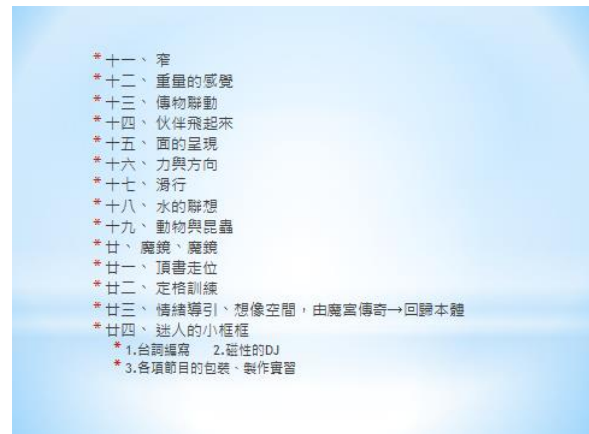 * 十一、 窄
* 十二、 重量的感覺
* 十三、 傳物聯動
* 十四、 伙伴飛起來
* 十五、 面的呈現
* 十六、 力與方向
* 十七、 滑行
* 十八、 水的聯想
* 十九、 動物與昆蟲
* 廿、 魔鏡、魔鏡
* 廿一、 頂書走位
* 廿二、 定格訓練
* 廿三、 情緒導引、想像空間，由魔宮傳奇→回歸本體
* 廿四、 迷人的小框框
* 1.台詞編寫 2.磁性的DJ
* 3.各項節目的包裝、製作實習